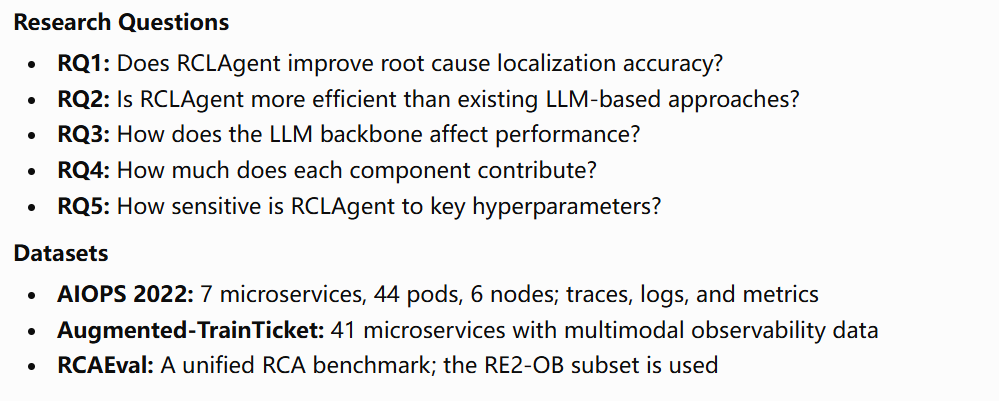 Research Questions
• RQ1: Does RCLAgent improve root cause localization accuracy?
• RQ2: Is RCLAgent more efficient than existing LLM-based approaches?
• RQ3: How does the LLM backbone affect performance?
• RQ4: How much does each component contribute?
• RQ5: How sensitive is RCLAgent to key hyperparameters?
Datasets
• AIOPS 2022: 7 microservices, 44 pods, 6 nodes; traces, logs, and metrics
• Augmented-TrainTicket: 41 microservices with multimodal observability data
• RCAEval: A unified RCA benchmark; the RE2-OB subset is used